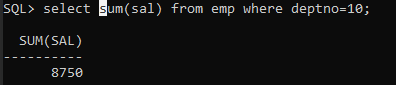 SQL> select sum(sal) from emp where deptno=10;
SUM(SAL)
----------
8750